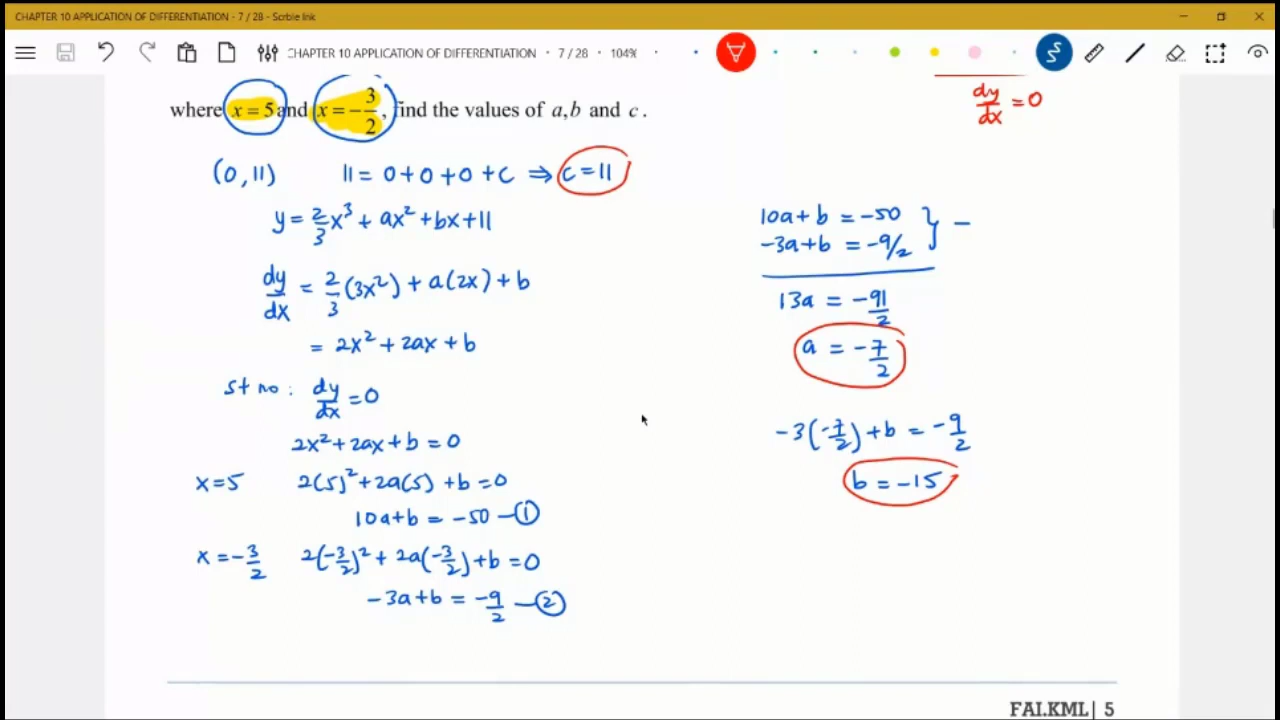 CHAPTER 10 APPLICATION OF DIFFERENTIATION - 7 / 28 - Scrble Ink
CHAPTER 10 APPLICATION OF DIFFERENTIATION • 7 / 28 • 104%
dy/dx = 0
where x = 5 and x = -3/2, find the values of a, b and c.
(0, 11) 11 = 0 + 0 + 0 + c ⇒ c = 11
y = 2/3 x³ + ax² + bx + 11
dy/dx = 2/3 (3x²) + a(2x) + b
= 2x² + 2ax + b
st no : dy/dx = 0
2x² + 2ax + b = 0
x = 5 2(5)² + 2a(5) + b = 0
10a + b = -50 — ①
x = -3/2 2(-3/2)² + 2a(-3/2) + b = 0
-3a + b = -9/2 — ②
10a + b = -50
-3a + b = -9/2 } -
13a = -91/2
a = -7/2
-3(-7/2) + b = -9/2
b = -15
FAI.KML| 5